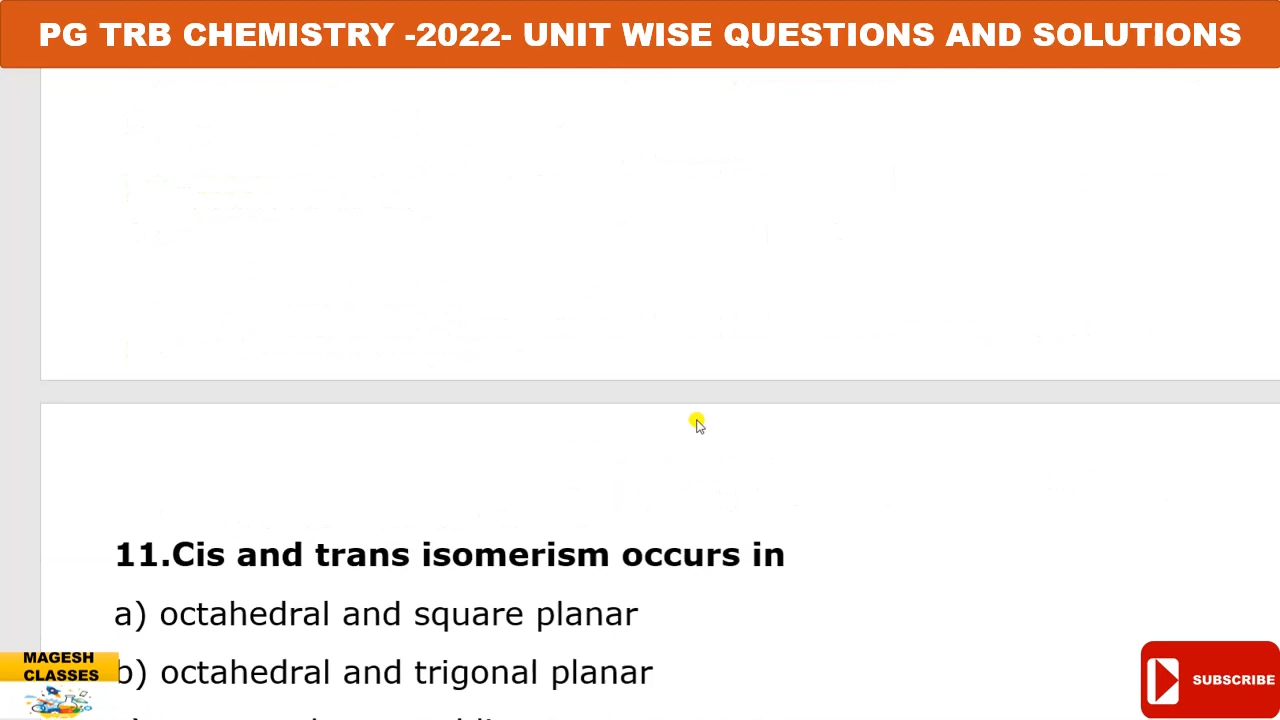 PG TRB CHEMISTRY -2022- UNIT WISE QUESTIONS AND SOLUTIONS
11.Cis and trans isomerism occurs in
a) octahedral and square planar
b) octahedral and trigonal planar
MAGESH
CLASSES
SUBSCRIBE